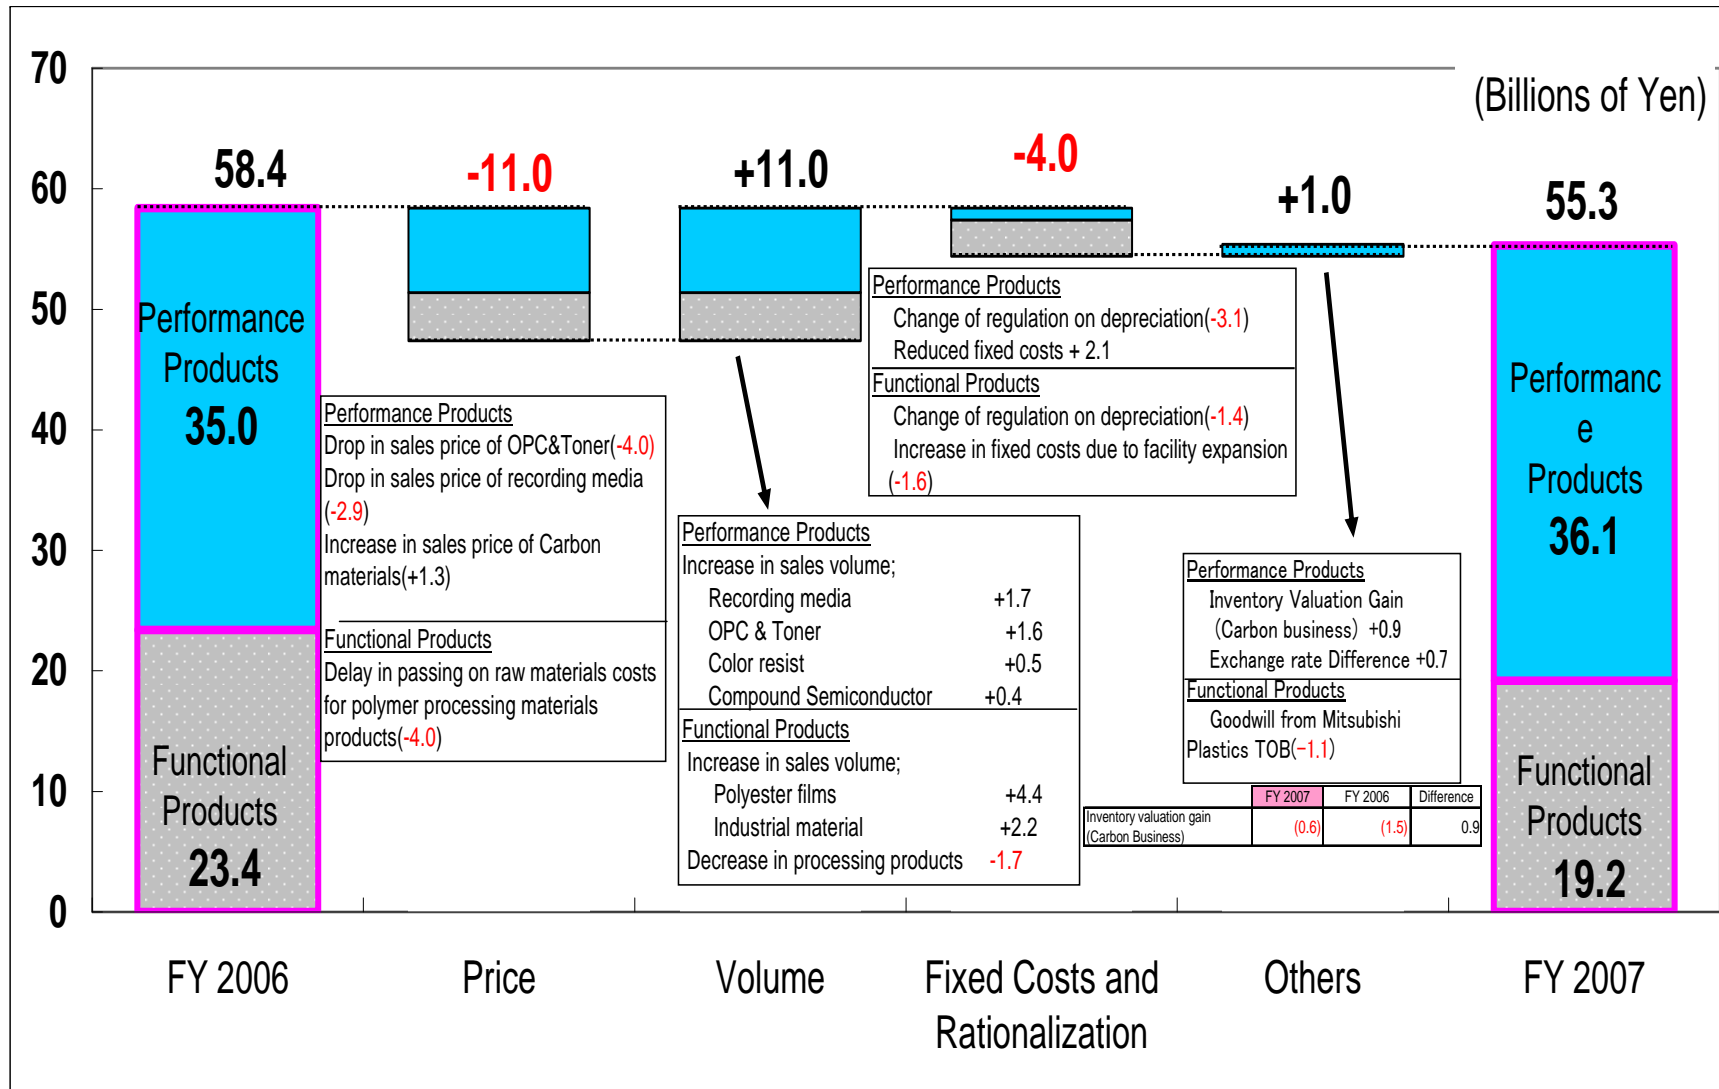 (Billions of Yen)
70
60
50
40
30
20
10
0
58.4
-11.0
+11.0
-4.0
+1.0
55.3
Performance
Products
35.0
Functional
Products
23.4
Performance Products
Drop in sales price of OPC&Toner(-4.0)
Drop in sales price of recording media
(-2.9)
Increase in sales price of Carbon
materials(+1.3)
Functional Products
Delay in passing on raw materials costs
for polymer processing materials
products(-4.0)
Performance Products
Increase in sales volume;
Recording media +1.7
OPC & Toner +1.6
Color resist +0.5
Compound Semiconductor +0.4
Functional Products
Increase in sales volume;
Polyester films +4.4
Industrial material +2.2
Decrease in processing products -1.7
Performance Products
Change of regulation on depreciation(-3.1)
Reduced fixed costs + 2.1
Functional Products
Change of regulation on depreciation(-1.4)
Increase in fixed costs due to facility expansion
(-1.6)
Performance Products
Inventory Valuation Gain
(Carbon business) +0.9
Exchange rate Difference +0.7
Functional Products
Goodwill from Mitsubishi
Plastics TOB(-1.1)
FY 2007 FY 2006 Difference
Inventory valuation gain
(Carbon Business) (0.6) (1.5) 0.9
Performanc
e
Products
36.1
Functional
Products
19.2
FY 2006
Price
Volume
Fixed Costs and
Rationalization
Others
FY 2007